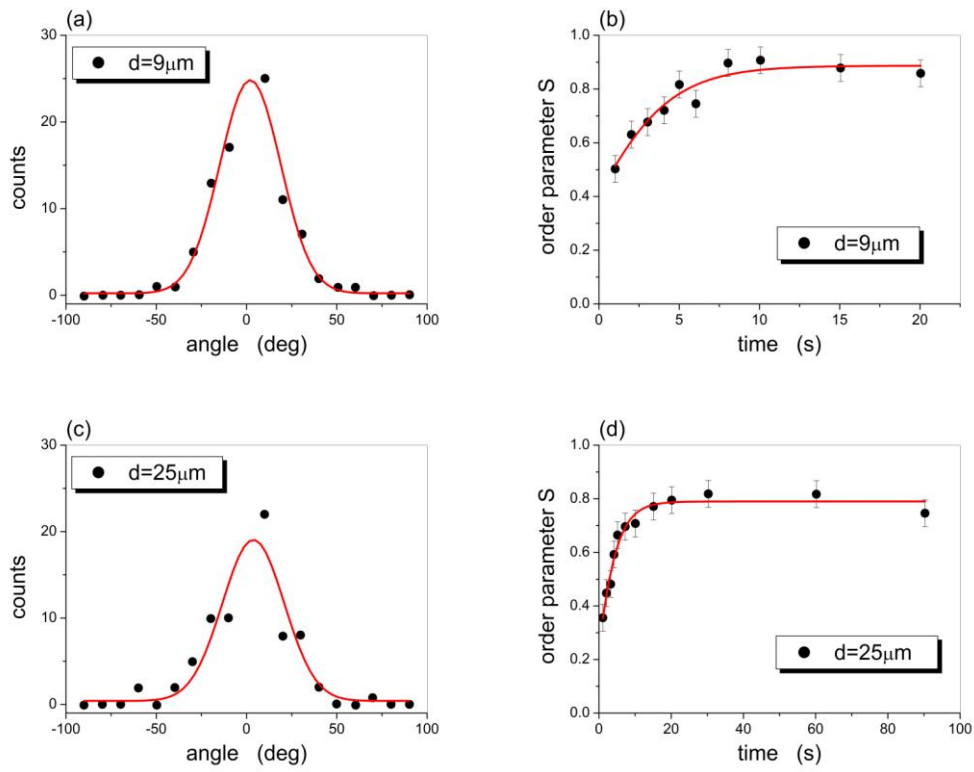 (a)
d=9μm
30
20
10
0
counts
-100 -50 0 50 100
angle (deg)
(b)
1.0
0.8
0.6
0.4
0.2
0.0
order parameter S
d=9μm
0 5 10 15 20
time (s)
(c)
d=25μm
30
20
10
0
counts
-100 -50 0 50 100
angle (deg)
(d)
1.0
0.8
0.6
0.4
0.2
0.0
order parameter S
d=25μm
0 20 40 60 80 100
time (s)